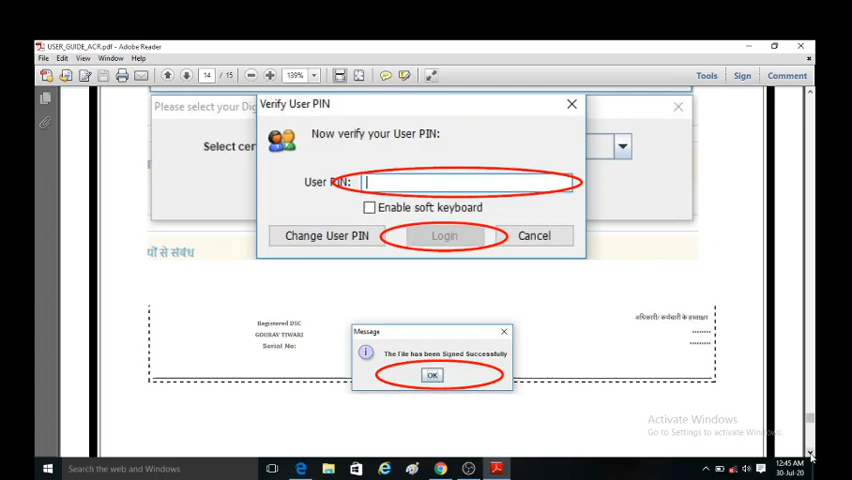 USER_GUIDE_ACR.pdf - Adobe Reader
File Edit View Window Help
14 / 15 139% Tools Sign Comment
Please select your Dig
Verify User PIN
Now verify your User PIN:
Select cer
User PIN:
Enable soft keyboard
Change User PIN Login Cancel
यों से संबंध
Registered DSC
GOURAV TIWARI
Serial No:
अधिकारी/ कर्मचारी के हस्ताक्षर
Message
The File has been Signed Successfully
OK
Activate Windows
Go to Settings to activate Windows.
Search the web and Windows
12:45 AM
30-Jul-20